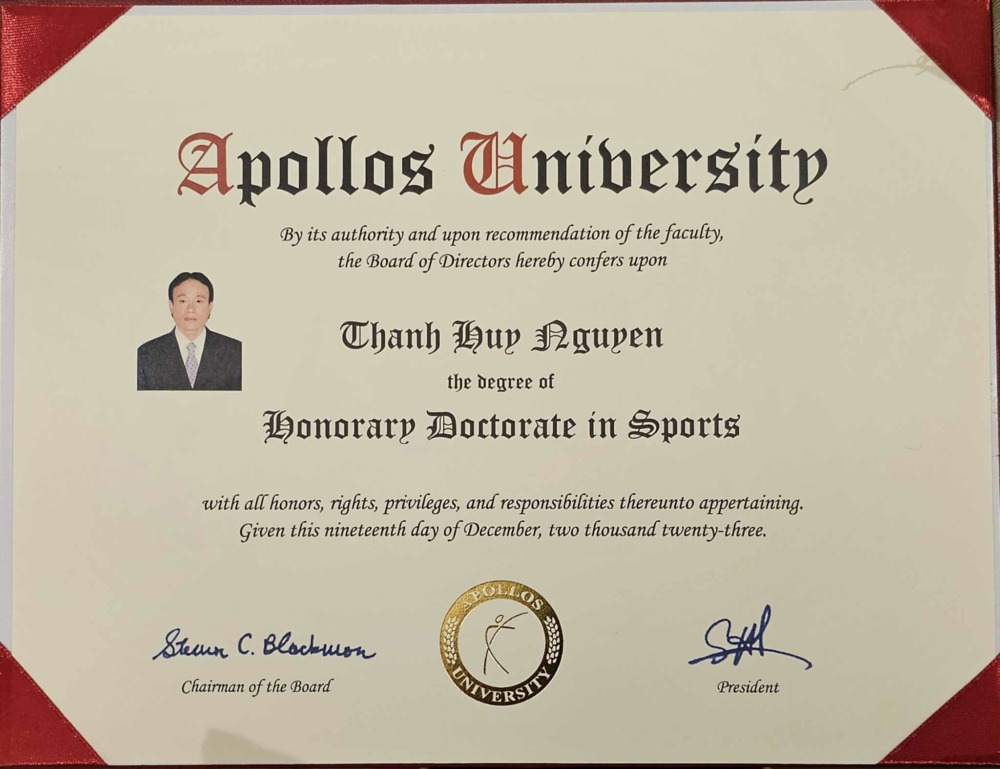 Apollos University
By its authority and upon recommendation of the faculty,
the Board of Directors hereby confers upon
Thanh Huy Nguyen
the degree of
Honorary Doctorate in Sports
with all honors, rights, privileges, and responsibilities thereunto appertaining.
Given this nineteenth day of December, two thousand twenty-three.
APOLLOS
UNIVERSITY
C. Blackmon
Chairman of the Board
President